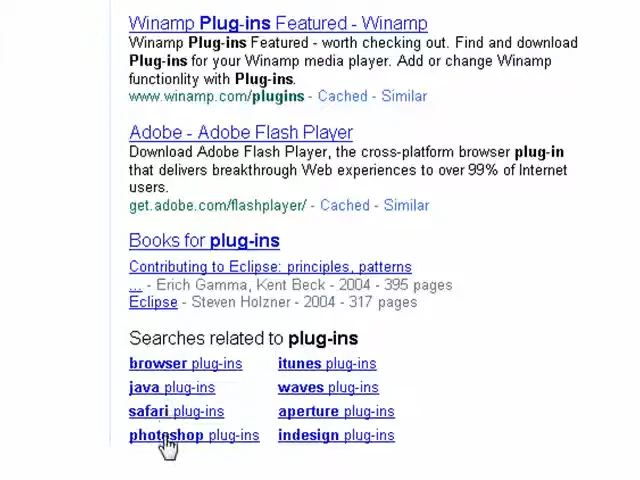 Winamp Plug-ins Featured - Winamp
Winamp Plug-ins Featured - worth checking out. Find and download
Plug-ins for your Winamp media player. Add or change Winamp
functionlity with Plug-ins.
www.winamp.com/plugins - Cached - Similar
Adobe - Adobe Flash Player
Download Adobe Flash Player, the cross-platform browser plug-in
that delivers breakthrough Web experiences to over 99% of Internet
users.
get.adobe.com/flashplayer/ - Cached - Similar
Books for plug-ins
Contributing to Eclipse: principles, patterns
... - Erich Gamma, Kent Beck - 2004 - 395 pages
Eclipse - Steven Holzner - 2004 - 317 pages
Searches related to plug-ins
browser plug-ins itunes plug-ins
java plug-ins waves plug-ins
safari plug-ins aperture plug-ins
photoshop plug-ins indesign plug-ins